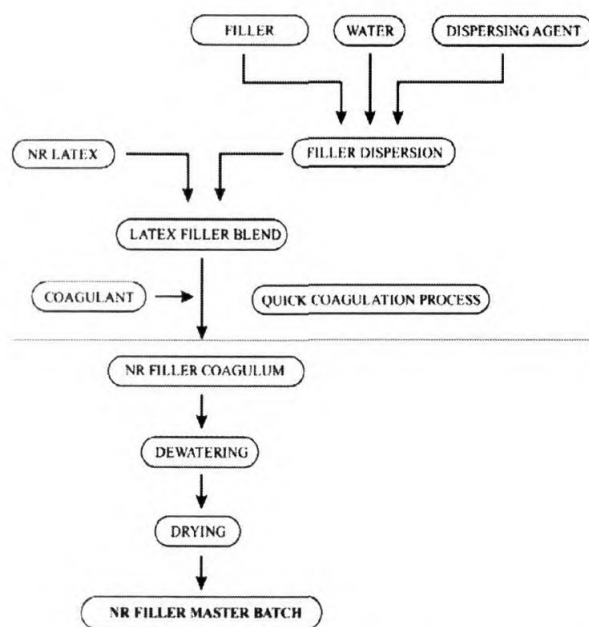 FILLER
WATER
DISPERSING AGENT
NR LATEX
FILLER DISPERSION
LATEX FILLER BLEND
COAGULANT
QUICK COAGULATION PROCESS
NR FILLER COAGULUM
DEWATERING
DRYING
NR FILLER MASTER BATCH